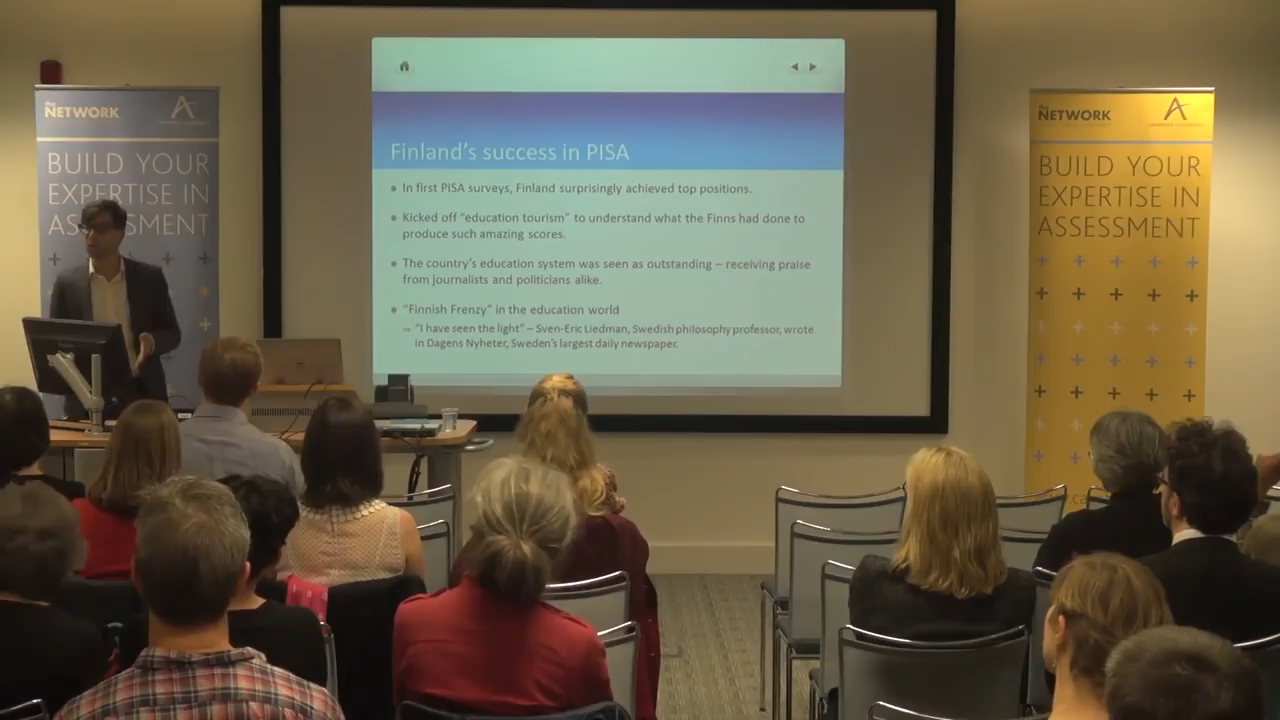 the
NETWORK
BUILD YOUR
EXPERTISE IN
ASSESSMENT
Finland's success in PISA
In first PISA surveys, Finland surprisingly achieved top positions.
Kicked off "education tourism" to understand what the Finns had done to
produce such amazing scores.
The country's education system was seen as outstanding – receiving praise
from journalists and politicians alike.
"Finnish Frenzy" in the education world
"I have seen the light" – Sven-Eric Liedman, Swedish philosophy professor, wrote
in Dagens Nyheter, Sweden's largest daily newspaper.
the
NETWORK
BUILD YOUR
EXPERTISE IN
ASSESSMENT